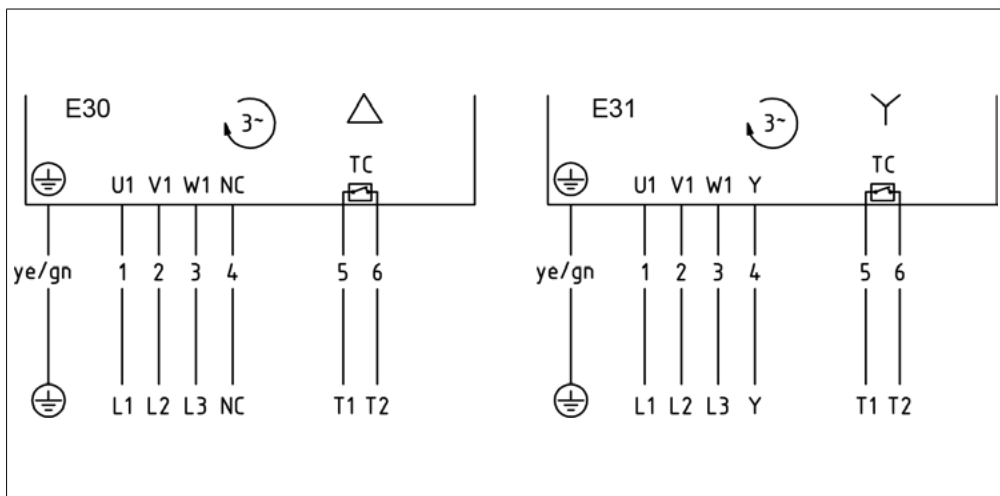 E30 3~
TC
U1 V1 W1 NC
ye/gn 1 2 3 4 5 6
L1 L2 L3 NC T1 T2
E31 3~
TC
U1 V1 W1 Y
ye/gn 1 2 3 4 5 6
L1 L2 L3 Y T1 T2